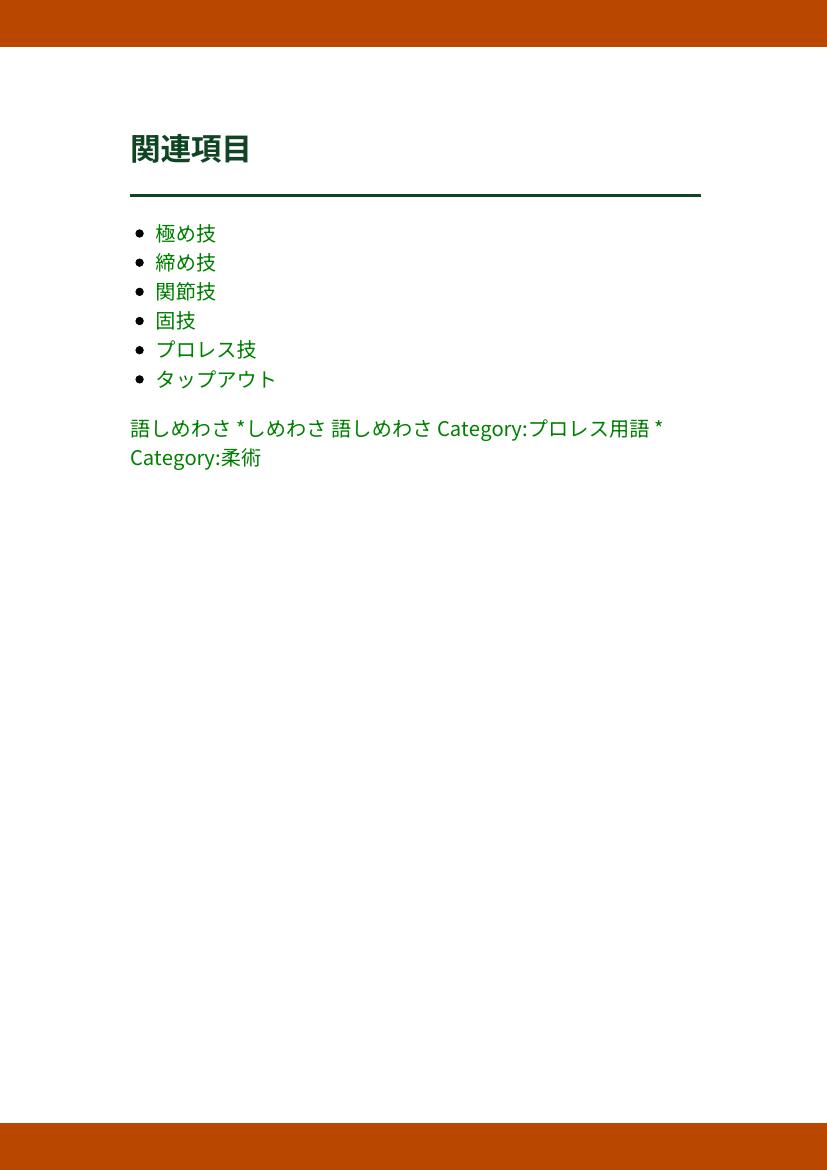 関連項目
極め技
締め技
関節技
固技
プロレス技
タップアウト
語しめわさ *しめわさ 語しめわさ Category:プロレス用語 *
Category:柔術